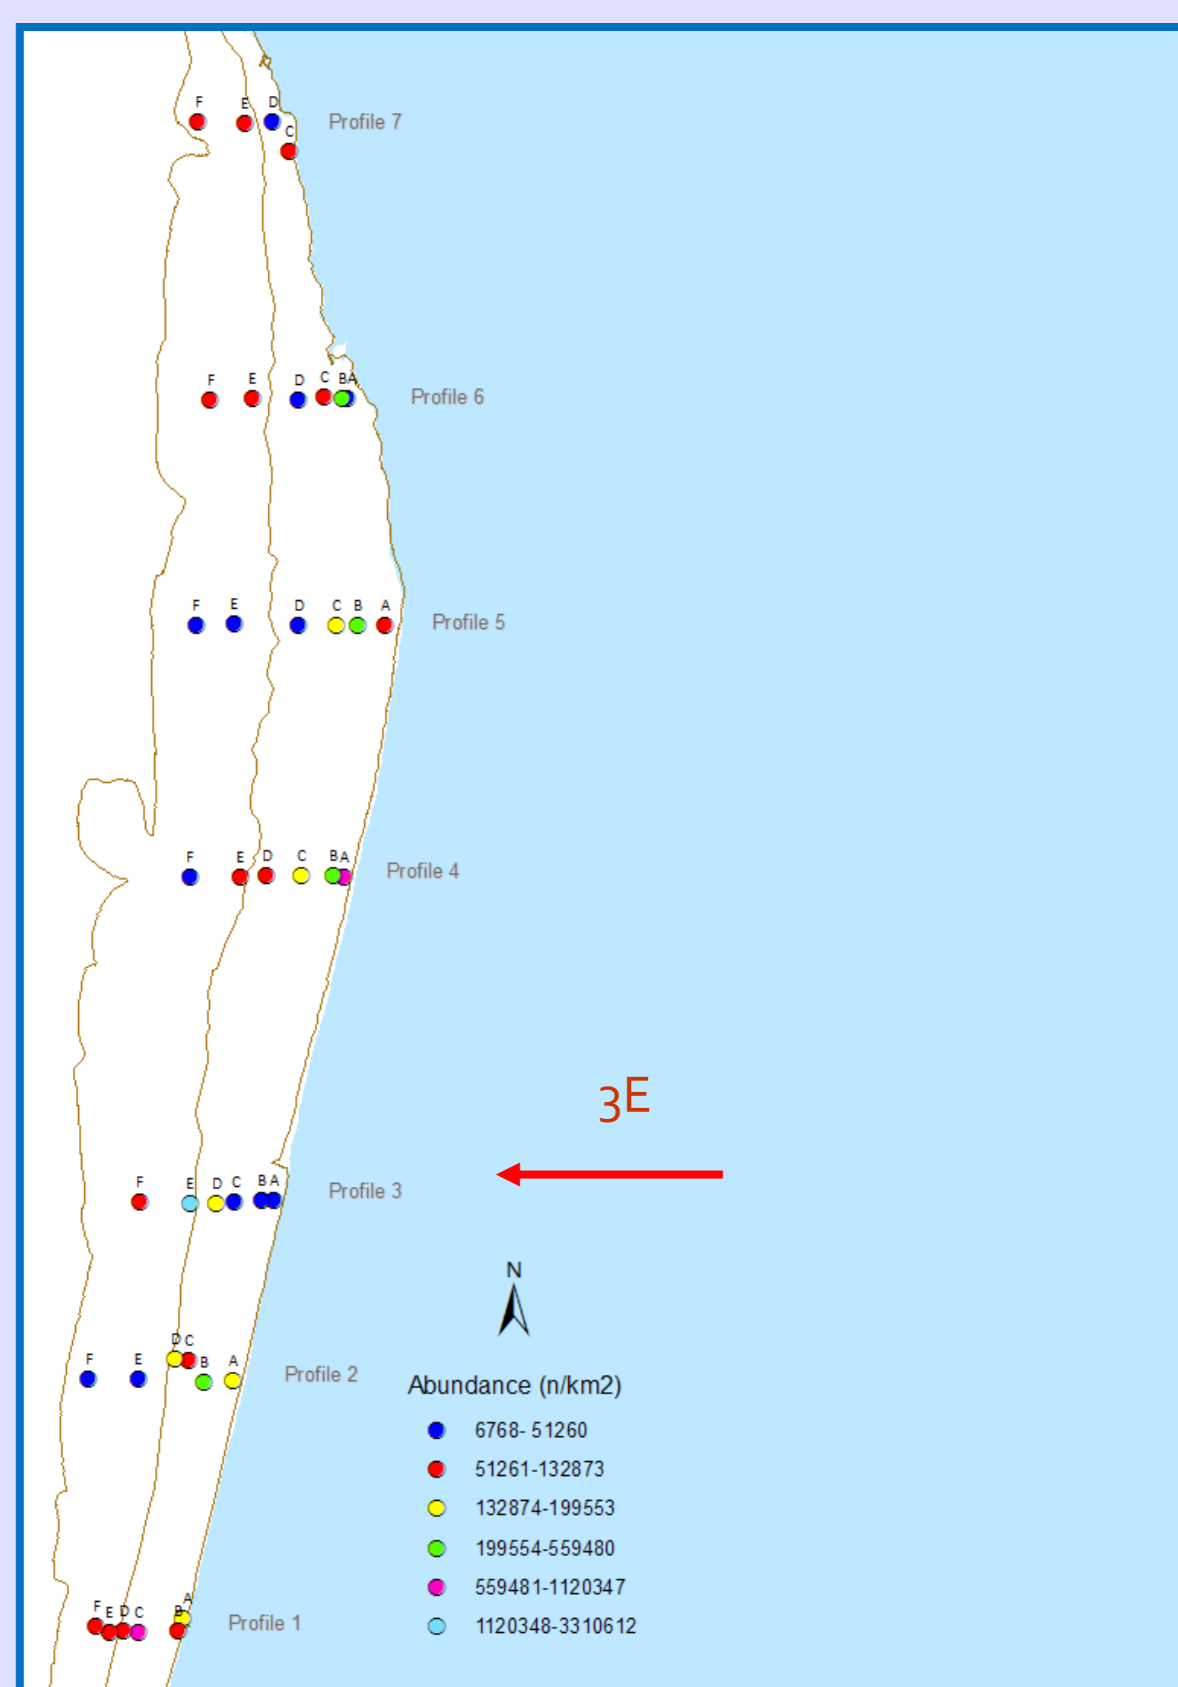 F E D Profile 7
C
F E D C BA Profile 6
F E D C B A Profile 5
F E D C B A Profile 4
3E
F E D C B A Profile 3
N
D C
F E B A Profile 2
Abundance (n/km2)
6768- 51260
51261-132873
132874-199553
199554-559480
559481-1120347
1120348-3310612
A
F E D C B Profile 1